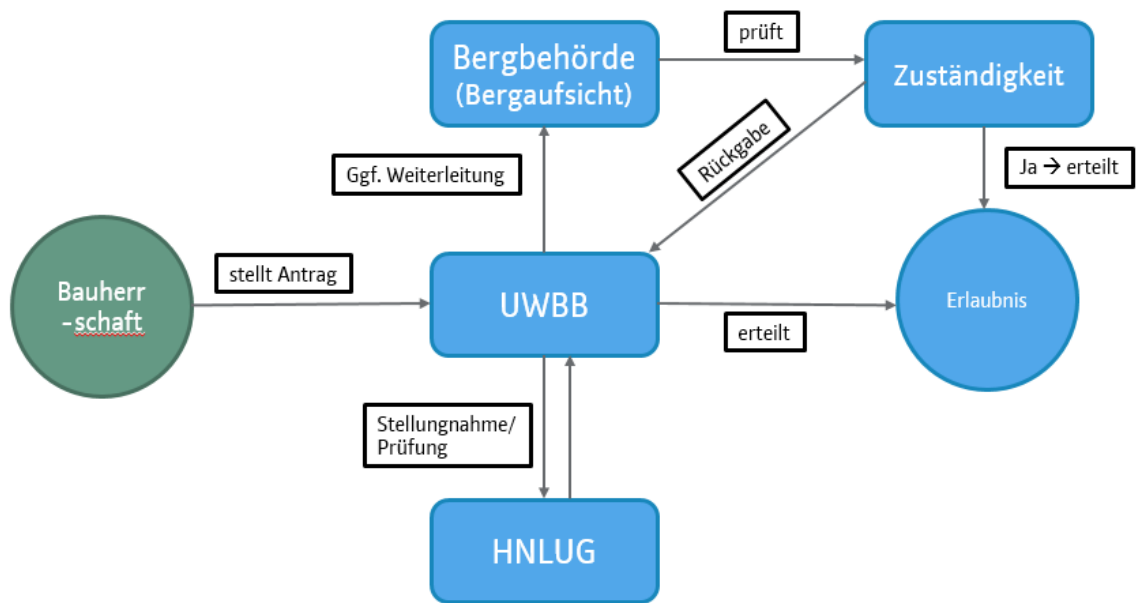 prüft
Bergbehörde
(Bergaufsicht)
Zuständigkeit
Rückgabe
Ggf. Weiterleitung
Ja → erteilt
stellt Antrag
Bauherr
-schaft
UWBB
Erlaubnis
erteilt
Stellungnahme/
Prüfung
HNLUG